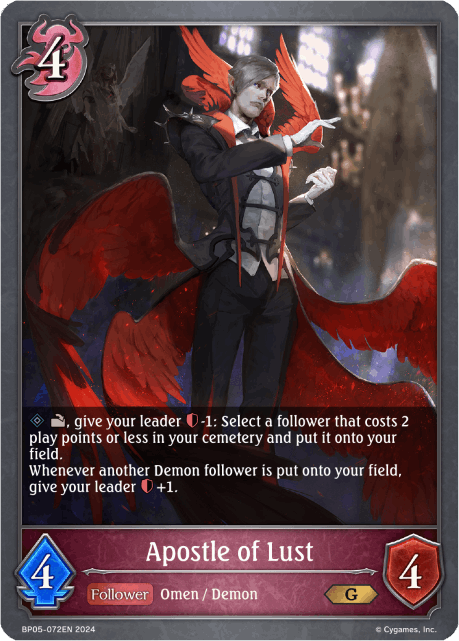 4
, give your leader -1: Select a follower that costs 2
play points or less in your cemetery and put it onto your
field.
Whenever another Demon follower is put onto your field,
give your leader +1.
Apostle of Lust
4
Follower Omen / Demon G
4
BP05-072EN 2024 © Cygames, Inc.